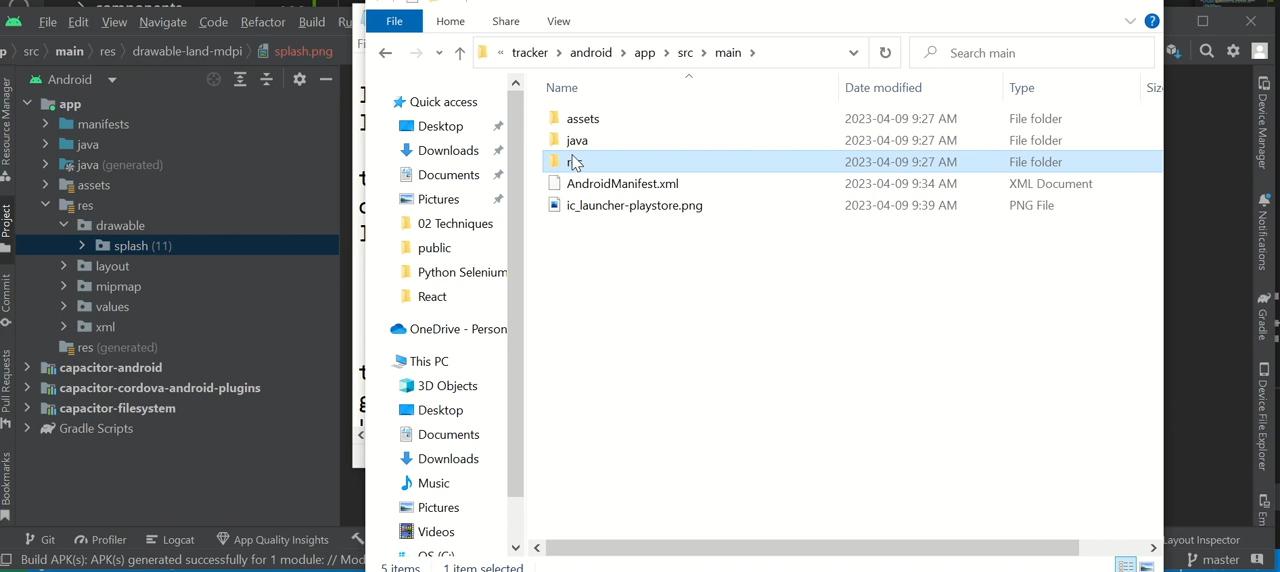 File Edit View Navigate Code Refactor Build
src main res drawable-land-mdpi splash.png
Android
app
manifests
java
java (generated)
assets
res
drawable
splash (11)
layout
mipmap
values
xml
res (generated)
capacitor-android
capacitor-cordova-android-plugins
capacitor-filesystem
Gradle Scripts
Resource Manager
Project
Commit
Pull Requests
Bookmarks
Git Profiler Logcat App Quality Insights
Build APK(s): APK(s) generated successfully for 1 module: // Mod
File Home Share View
« tracker > android > app > src > main >
Search main
Quick access
Desktop
Downloads
Documents
Pictures
02 Techniques
public
Python Selenium
React
OneDrive - Person
This PC
3D Objects
Desktop
Documents
Downloads
Music
Pictures
Videos
OS (C:)
Name Date modified Type Siz
assets 2023-04-09 9:27 AM File folder
java 2023-04-09 9:27 AM File folder
2023-04-09 9:27 AM File folder
AndroidManifest.xml 2023-04-09 9:34 AM XML Document
ic_launcher-playstore.png 2023-04-09 9:39 AM PNG File
5 items 1 item selected
Device Manager
Notifications
Gradle
Device File Explorer
Em
Layout Inspector
master